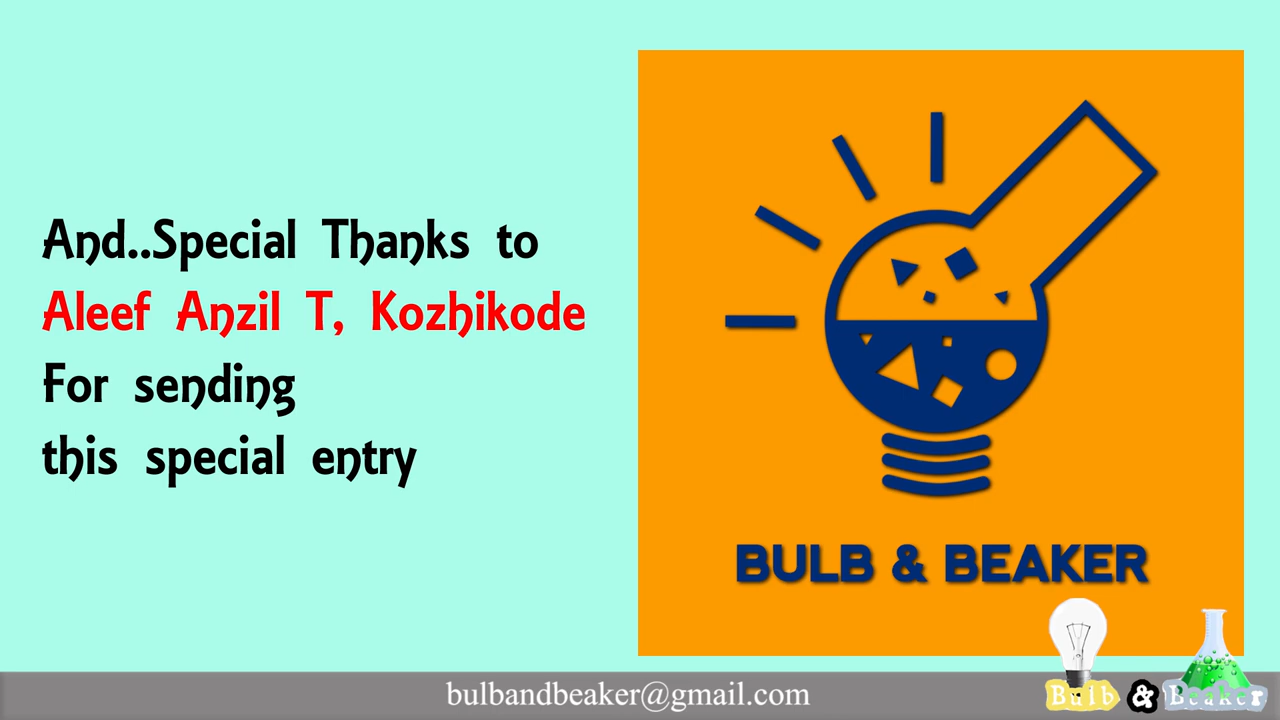 And..Special Thanks to
Aleef Anzil T, Kozhikode
For sending
this special entry
BULB & BEAKER
bulbandbeaker@gmail.com
Bulb & Beaker